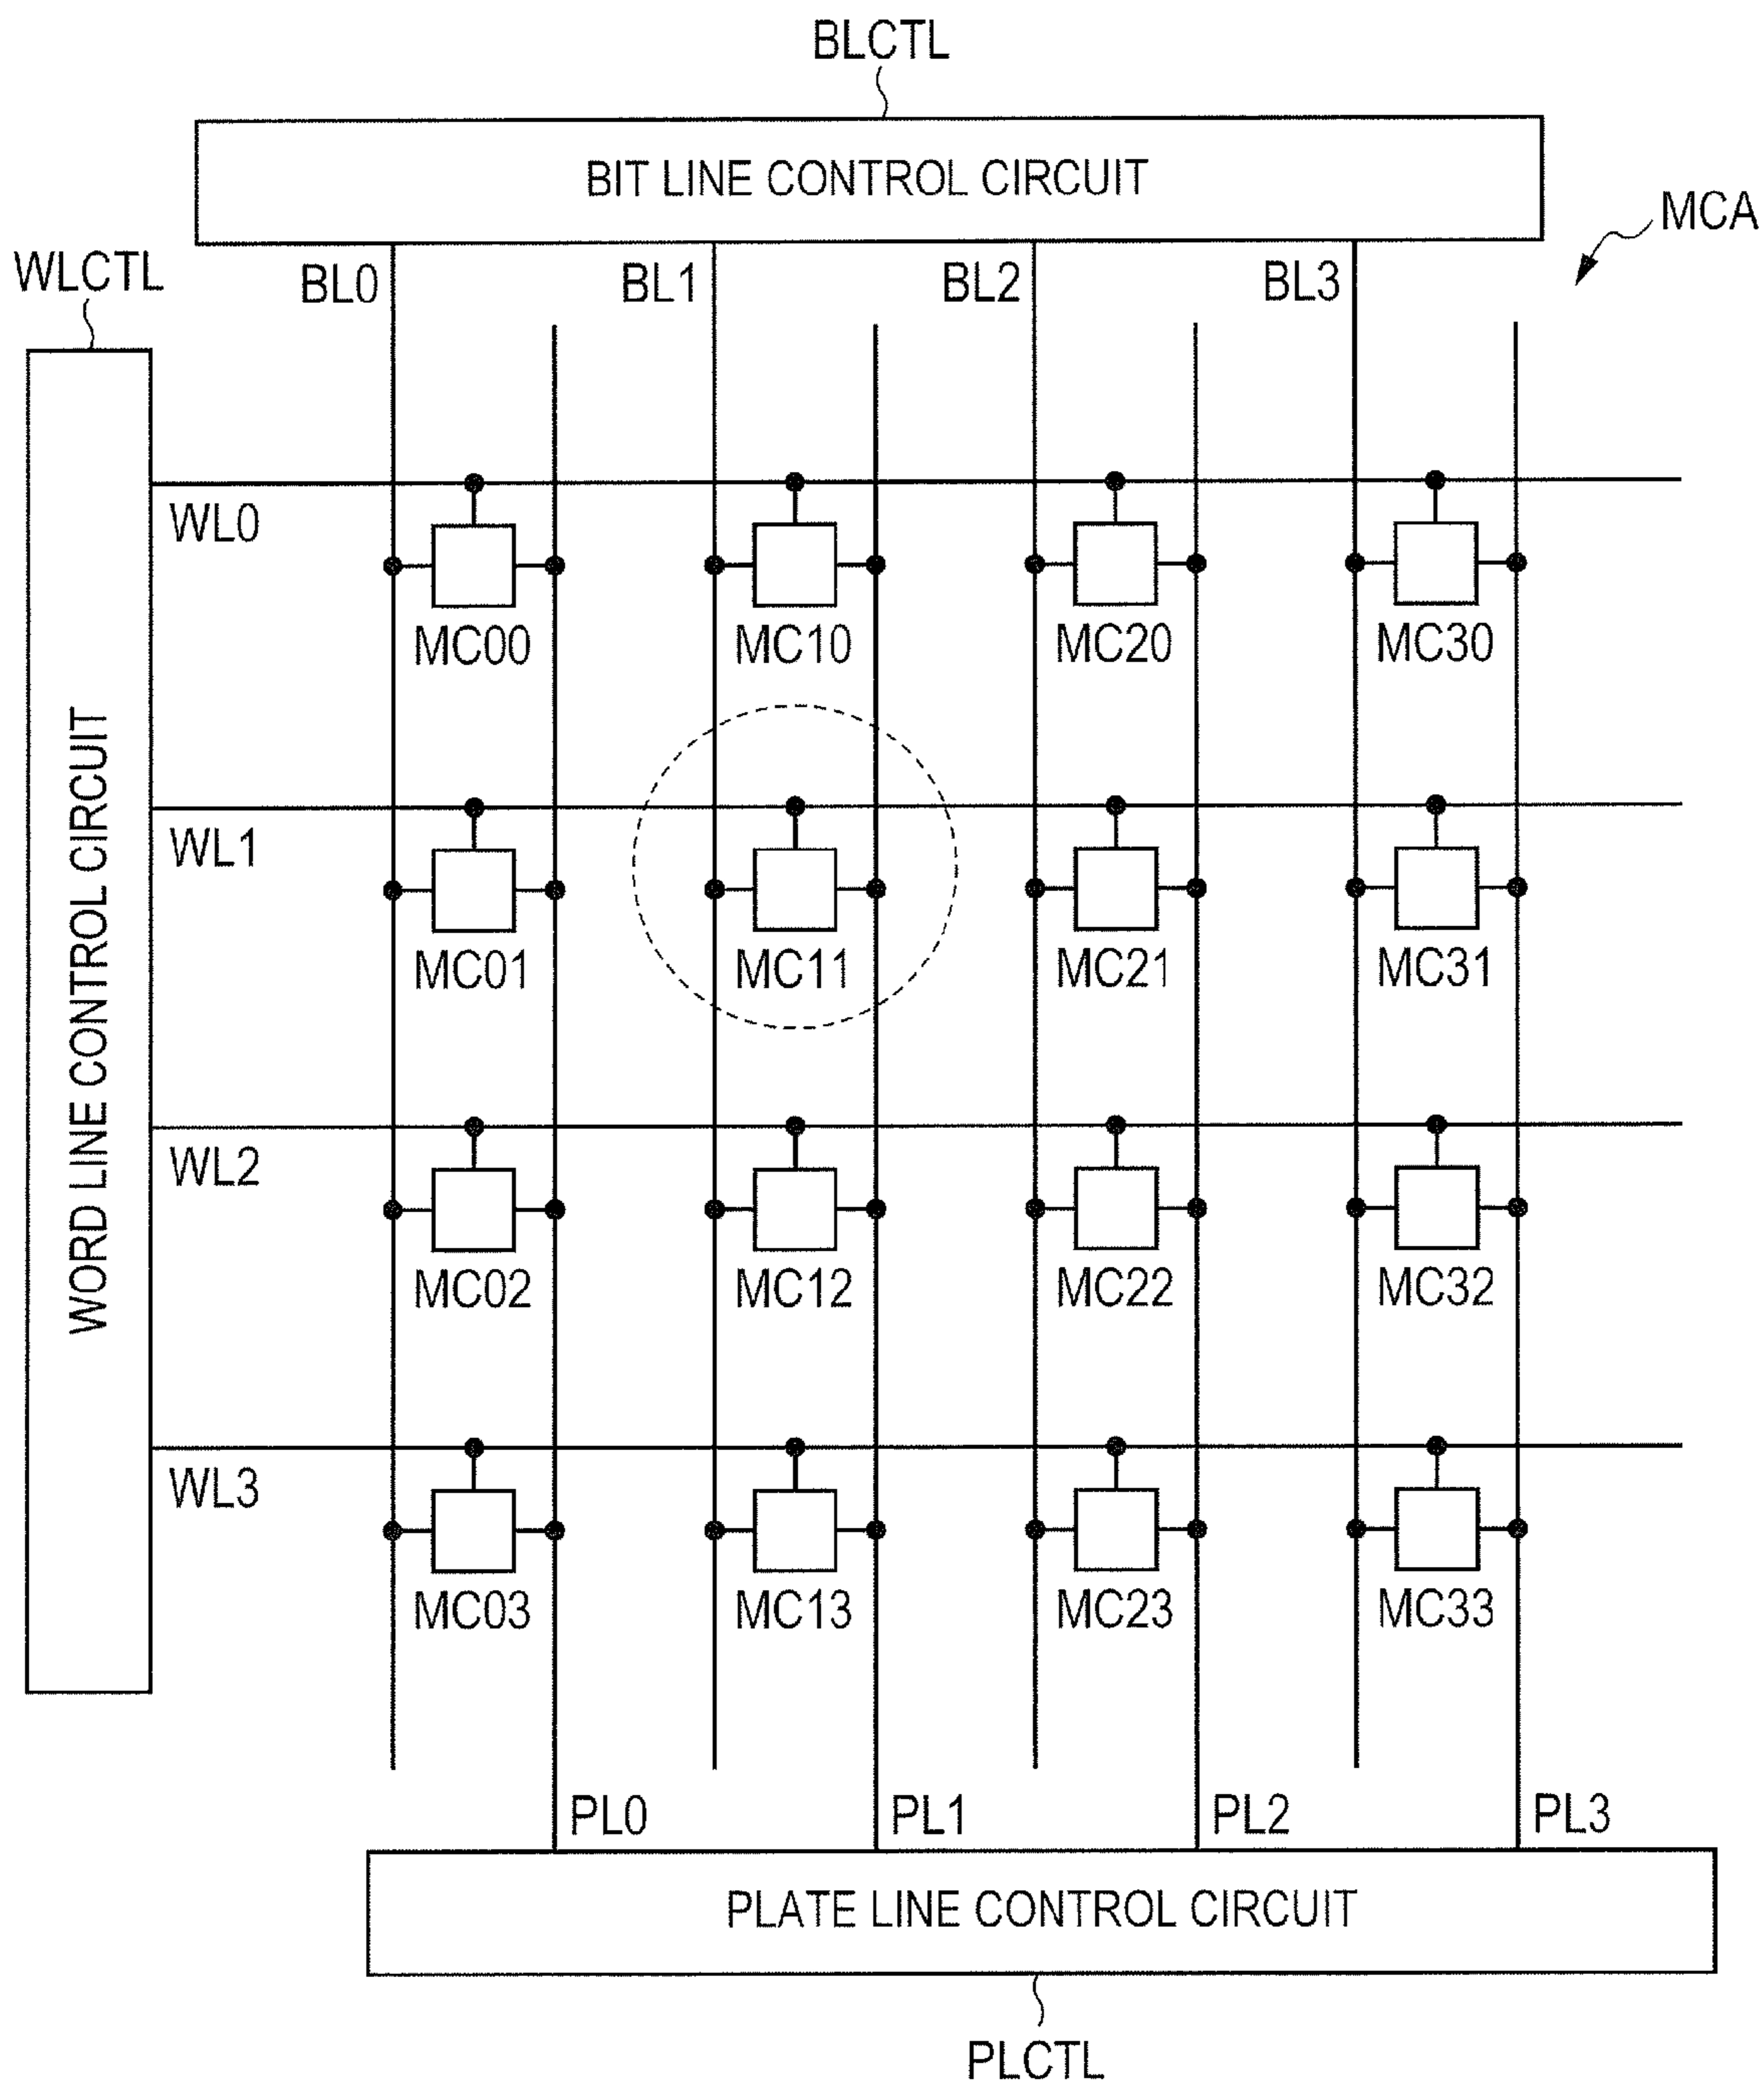 BLCTL
BIT LINE CONTROL CIRCUIT
MCA
WLCTL
BL0
BL1
BL2
BL3
WORD LINE CONTROL CIRCUIT
WL0
MC00
MC10
MC20
MC30
WL1
MC01
MC11
MC21
MC31
WL2
MC02
MC12
MC22
MC32
WL3
MC03
MC13
MC23
MC33
PL0
PL1
PL2
PL3
PLATE LINE CONTROL CIRCUIT
PLCTL